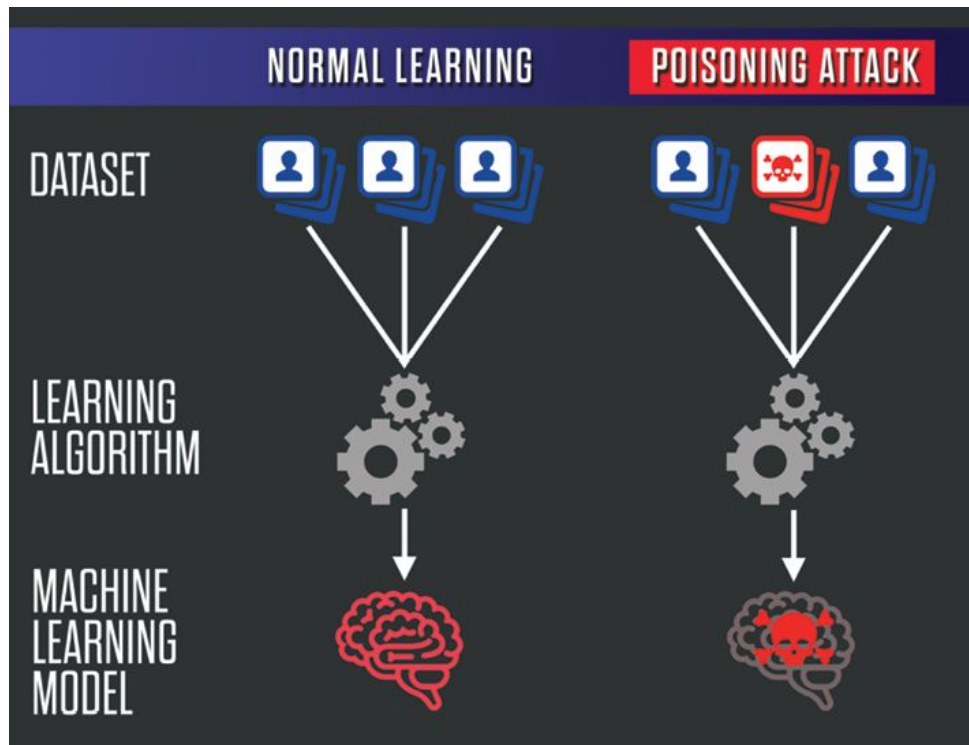 NORMAL LEARNING
POISONING ATTACK
DATASET
LEARNING
ALGORITHM
MACHINE
LEARNING
MODEL